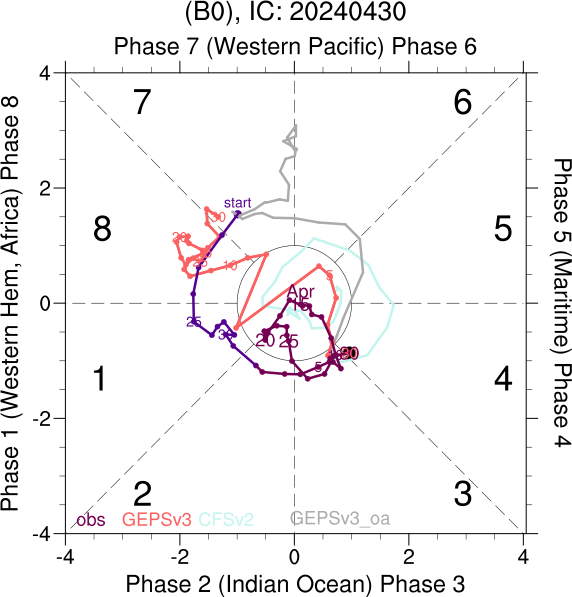 (B0), IC: 20240430
Phase 7 (Western Pacific) Phase 6
4
7
6
start
30
8
5
20
25
10
5
2
Apr
15
0
25
20
25
5
30
1
4
-2
2
3
obs GEPSv3 CFSv2 GEPSv3_oa
-4
-4 -2 0 2 4
Phase 2 (Indian Ocean) Phase 3
Phase 1 (Western Hem, Africa) Phase 8
Phase 5 (Maritime) Phase 4